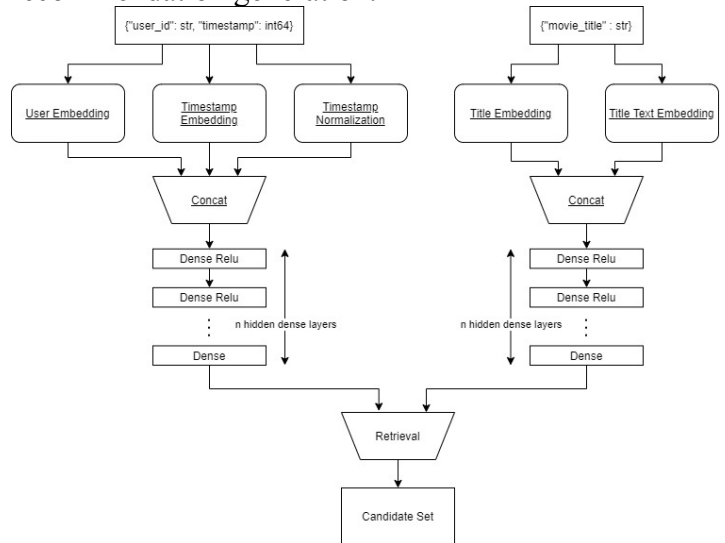 {"user_id": str, "timestamp": int64}
{"movie_title" : str}
User Embedding
Timestamp
Embedding
Timestamp
Normalization
Title Embedding
Title Text Embedding
Concat
Concat
Dense Relu
Dense Relu
Dense Relu
Dense Relu
n hidden dense layers
n hidden dense layers
Dense
Dense
Retrieval
Candidate Set